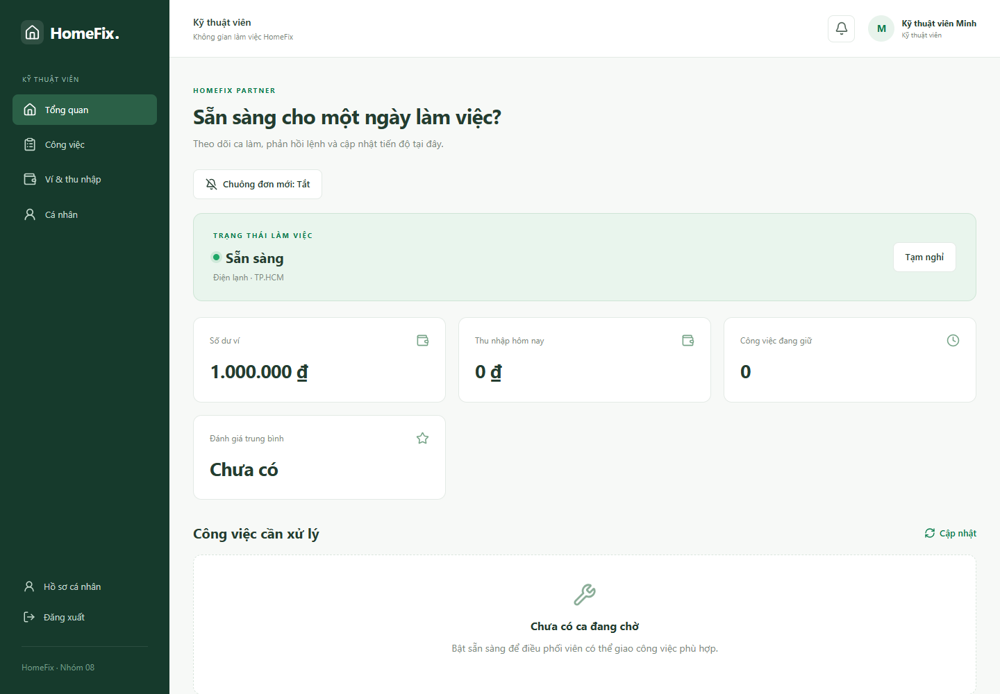 HomeFix.
KỸ THUẬT VIÊN
Tổng quan
Công việc
Ví & thu nhập
Cá nhân
Hồ sơ cá nhân
Đăng xuất
HomeFix · Nhóm 08
Kỹ thuật viên
Không gian làm việc HomeFix
M
Kỹ thuật viên Minh
Kỹ thuật viên
HOMEFIX PARTNER
Sẵn sàng cho một ngày làm việc?
Theo dõi ca làm, phản hồi lệnh và cập nhật tiến độ tại đây.
Chuông đơn mới: Tắt
TRẠNG THÁI LÀM VIỆC
Sẵn sàng
Điện lạnh · TP.HCM
Tạm nghỉ
Số dư ví
1.000.000 ₫
Thu nhập hôm nay
0 ₫
Công việc đang giữ
0
Đánh giá trung bình
Chưa có
Công việc cần xử lý
Cập nhật
Chưa có ca đang chờ
Bật sẵn sàng để điều phối viên có thể giao công việc phù hợp.